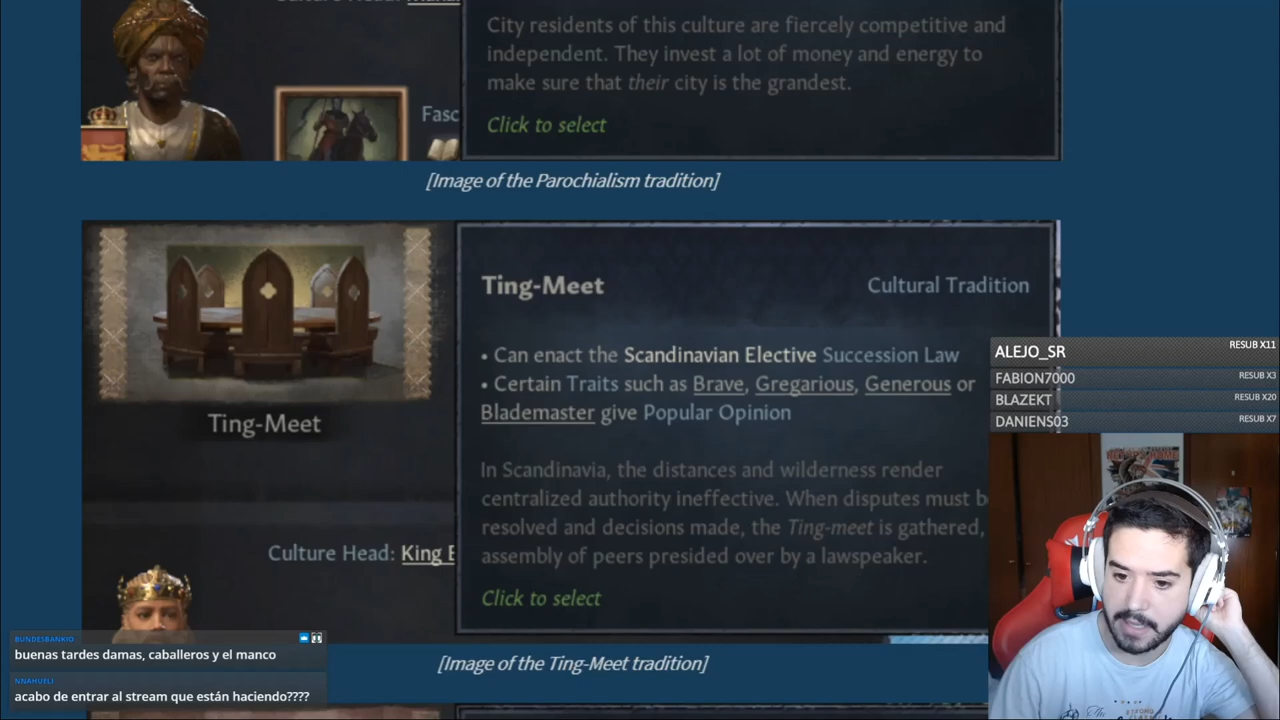 City residents of this culture are fiercely competitive and
independent. They invest a lot of money and energy to
make sure that their city is the grandest.
Fasc
Click to select
[Image of the Parochialism tradition]
Ting-Meet
Cultural Tradition
• Can enact the Scandinavian Elective Succession Law
• Certain Traits such as Brave, Gregarious, Generous or
Blademaster give Popular Opinion
Ting-Meet
In Scandinavia, the distances and wilderness render
centralized authority ineffective. When disputes must b
resolved and decisions made, the Ting-meet is gathered,
assembly of peers presided over by a lawspeaker.
Culture Head: King E
Click to select
[Image of the Ting-Meet tradition]
ALEJO_SR RESUB X11
FABION7000 RESUB X3
BLAZEKT RESUB X20
DANIENS03 RESUB X7
BUNDESBANKIO
buenas tardes damas, caballeros y el manco
NNAHUELI
acabo de entrar al stream que están haciendo????